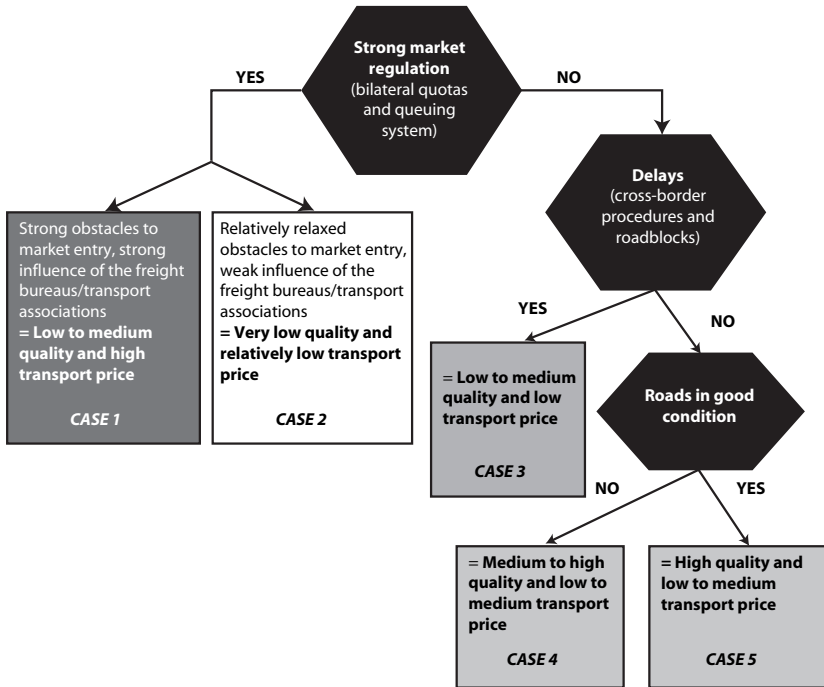 Strong market
regulation
(bilateral quotas
and queuing
system)
YES
NO
Strong obstacles to
market entry, strong
influence of the freight
bureaus/transport
associations
= Low to medium
quality and high
transport price
CASE 1
Relatively relaxed
obstacles to market entry,
weak influence of the
freight bureaus/transport
associations
= Very low quality and
relatively low transport
price
CASE 2
Delays
(cross-border
procedures and
roadblocks)
YES
NO
= Low to medium
quality and low
transport price
CASE 3
Roads in good
condition
NO
YES
= Medium to high
quality and low to
medium transport
price
CASE 4
= High quality and
low to medium
transport price
CASE 5